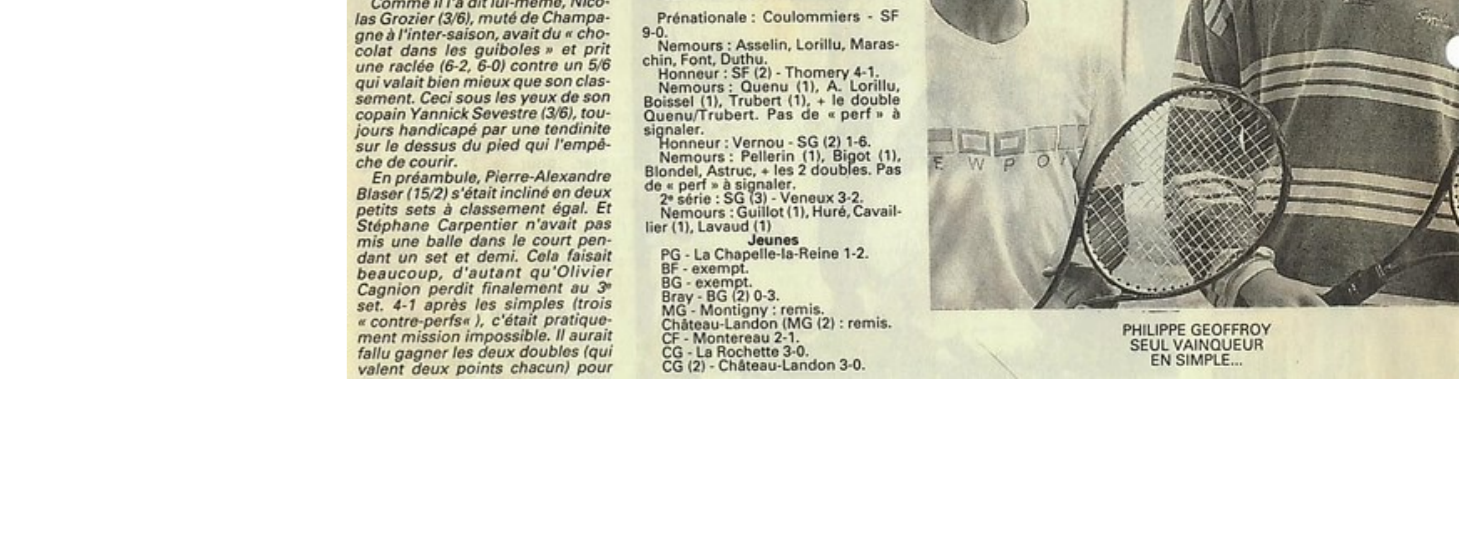 Comme il l'a dit lui-même, Nico-
las Grozier (3/6), muté de Champa-
gne à l'inter-saison, avait du « cho-
colat dans les guiboles » et prit
une raclée (6-2, 6-0) contre un 5/6
qui valait bien mieux que son clas-
sement. Ceci sous les yeux de son
copain Yannick Sevestre (3/6), tou-
jours handicapé par une tendinite
sur le dessus du pied qui l'empê-
che de courir.
En préambule, Pierre-Alexandre
Blaser (15/2) s'était incliné en deux
petits sets à classement égal. Et
Stéphane Carpentier n'avait pas
mis une balle dans le court pen-
dant un set et demi. Cela faisait
beaucoup, d'autant qu'Olivier
Cagnion perdit finalement au 3e
set. 4-1 après les simples (trois
« contre-perfs« ), c'était pratique-
ment mission impossible. Il aurait
fallu gagner les deux doubles (qui
valent deux points chacun) pour
Prénationale : Coulommiers - SF
9-0.
Nemours : Asselin, Lorillu, Maras-
chin, Font, Duthu.
Honneur : SF (2) - Thomery 4-1.
Nemours : Quenu (1), A. Lorillu,
Boissel (1), Trubert (1), + le double
Quenu/Trubert. Pas de « perf » à
signaler.
Honneur : Vernou - SG (2) 1-6.
Nemours : Pellerin (1), Bigot (1),
Blondel, Astruc, + les 2 doubles. Pas
de « perf » à signaler.
2e série : SG (3) - Veneux 3-2.
Nemours : Guillot (1), Huré, Cavail-
lier (1), Lavaud (1)
Jeunes
PG - La Chapelle-la-Reine 1-2.
BF - exempt.
BG - exempt.
Bray - BG (2) 0-3.
MG - Montigny : remis.
Château-Landon (MG (2) : remis.
CF - Montereau 2-1.
CG - La Rochette 3-0.
CG (2) - Château-Landon 3-0.
E W P O
PHILIPPE GEOFFROY
SEUL VAINQUEUR
EN SIMPLE...